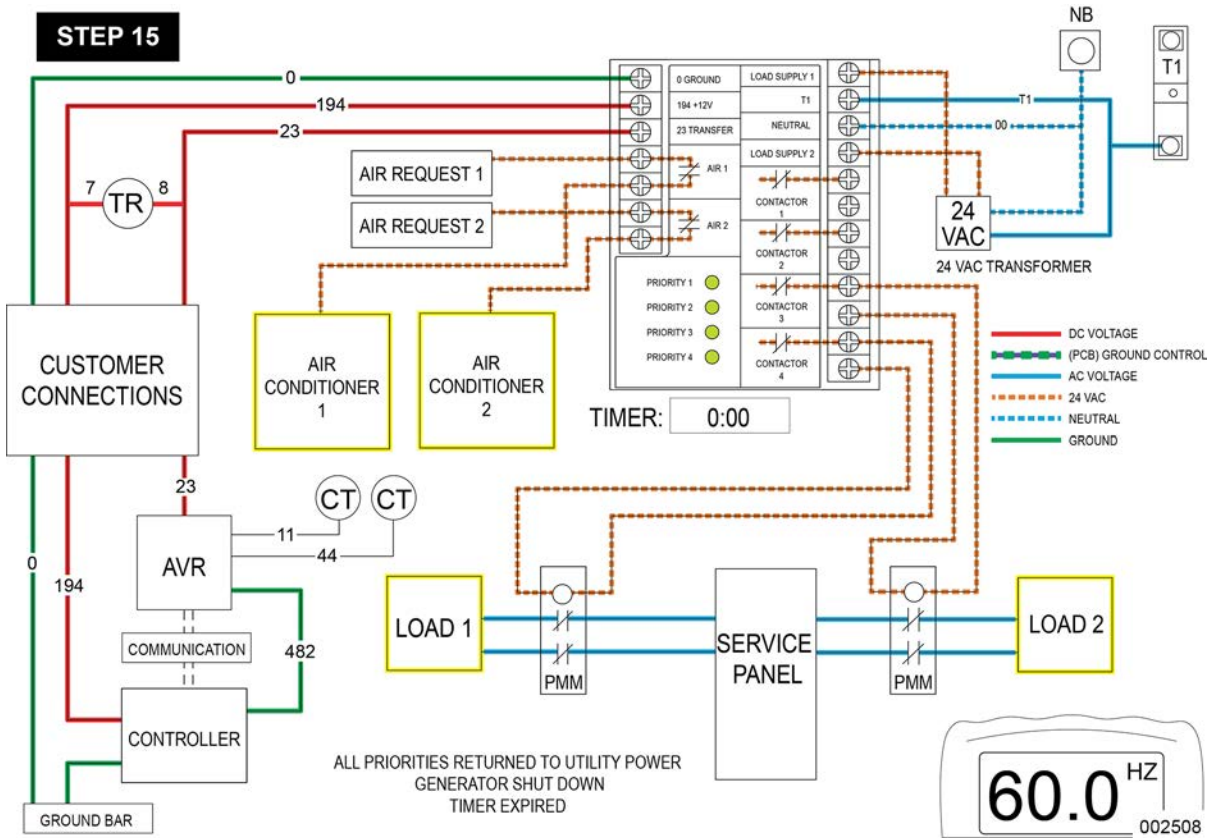 STEP 15
NB
T1
0
194
23
7
TR
8
AIR REQUEST 1
AIR REQUEST 2
0 GROUND
194 +12V
23 TRANSFER
AIR 1
AIR 2
LOAD SUPPLY 1
T1
NEUTRAL
LOAD SUPPLY 2
CONTACTOR
1
CONTACTOR
2
CONTACTOR
3
CONTACTOR
4
PRIORITY 1
PRIORITY 2
PRIORITY 3
PRIORITY 4
T1
00
24
VAC
24 VAC TRANSFORMER
CUSTOMER
CONNECTIONS
AIR
CONDITIONER
1
AIR
CONDITIONER
2
TIMER:
0:00
DC VOLTAGE
(PCB) GROUND CONTROL
AC VOLTAGE
24 VAC
NEUTRAL
GROUND
23
CT
CT
11
44
AVR
0
194
COMMUNICATION
482
CONTROLLER
GROUND BAR
LOAD 1
PMM
SERVICE
PANEL
PMM
LOAD 2
ALL PRIORITIES RETURNED TO UTILITY POWER
GENERATOR SHUT DOWN
TIMER EXPIRED
60.0 HZ
002508